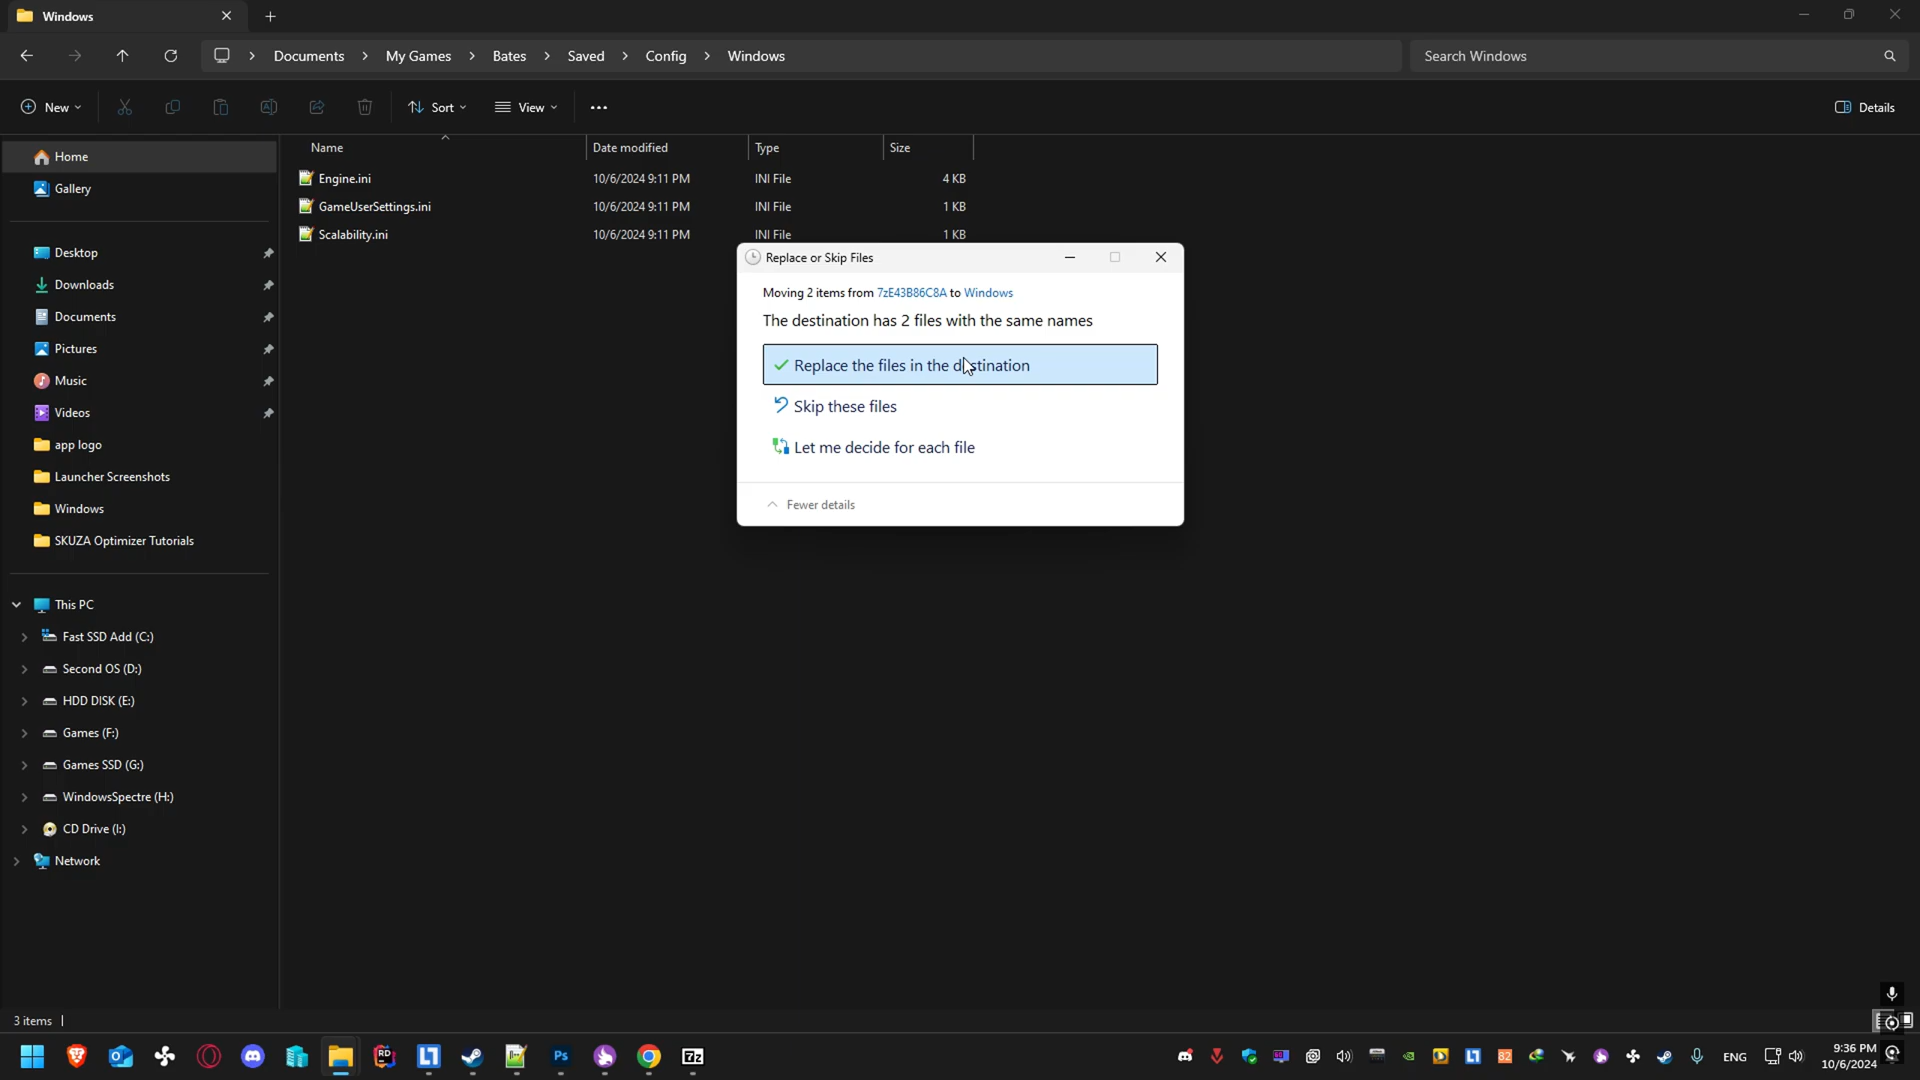 Windows
Documents
My Games
Bates
Saved
Config
Windows
Search Windows
New
Sort
View
Details
Name
Date modified
Type
Size
Home
Gallery
Desktop
Downloads
Documents
Pictures
Music
Videos
app logo
Launcher Screenshots
Windows
SKUZA Optimizer Tutorials
This PC
Fast SSD Add (C:)
Second OS (D:)
HDD DISK (E:)
Games (F:)
Games SSD (G:)
WindowsSpectre (H:)
CD Drive (I:)
Network
Engine.ini 10/6/2024 9:11 PM INI File 4 KB
GameUserSettings.ini 10/6/2024 9:11 PM INI File 1 KB
Scalability.ini 10/6/2024 9:11 PM INI File 1 KB
Replace or Skip Files
Moving 2 items from 7zE43B86C8A to Windows
The destination has 2 files with the same names
Replace the files in the destination
Skip these files
Let me decide for each file
Fewer details
3 items
RD
Ps
7z
82
ENG
9:36 PM
10/6/2024